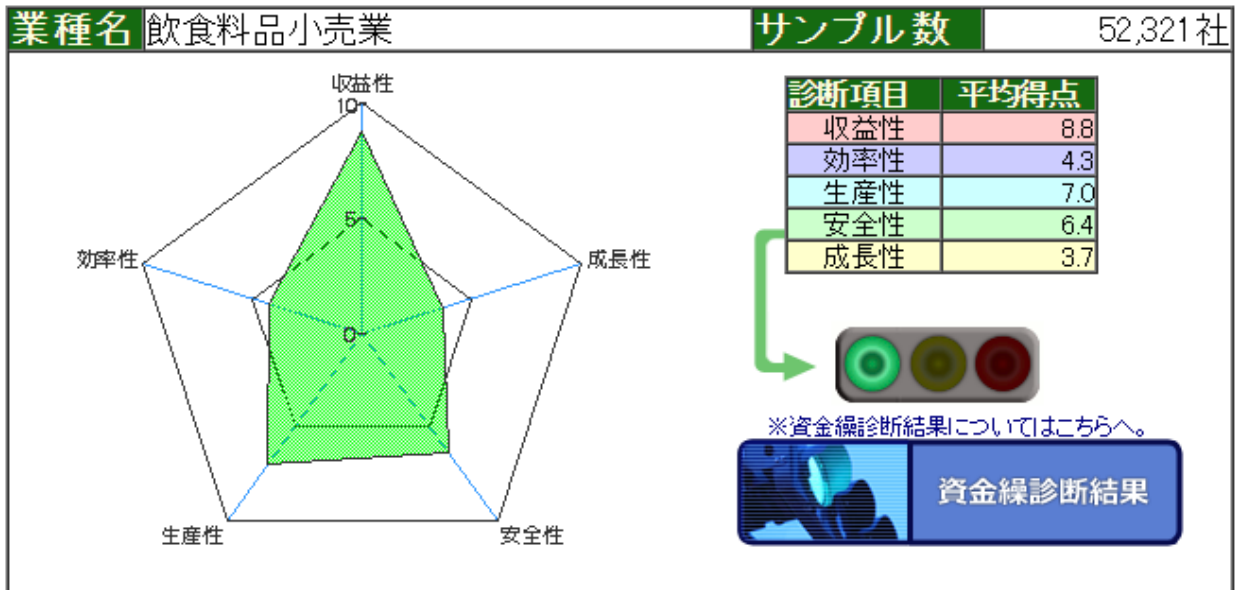 業種名 飲食料品小売業 サンプル数 52,321社
収益性
10
5
0
効率性
成長性
生産性
安全性
診断項目 平均得点
収益性 8.8
効率性 4.3
生産性 7.0
安全性 6.4
成長性 3.7
※資金繰診断結果についてはこちらへ。
資金繰診断結果